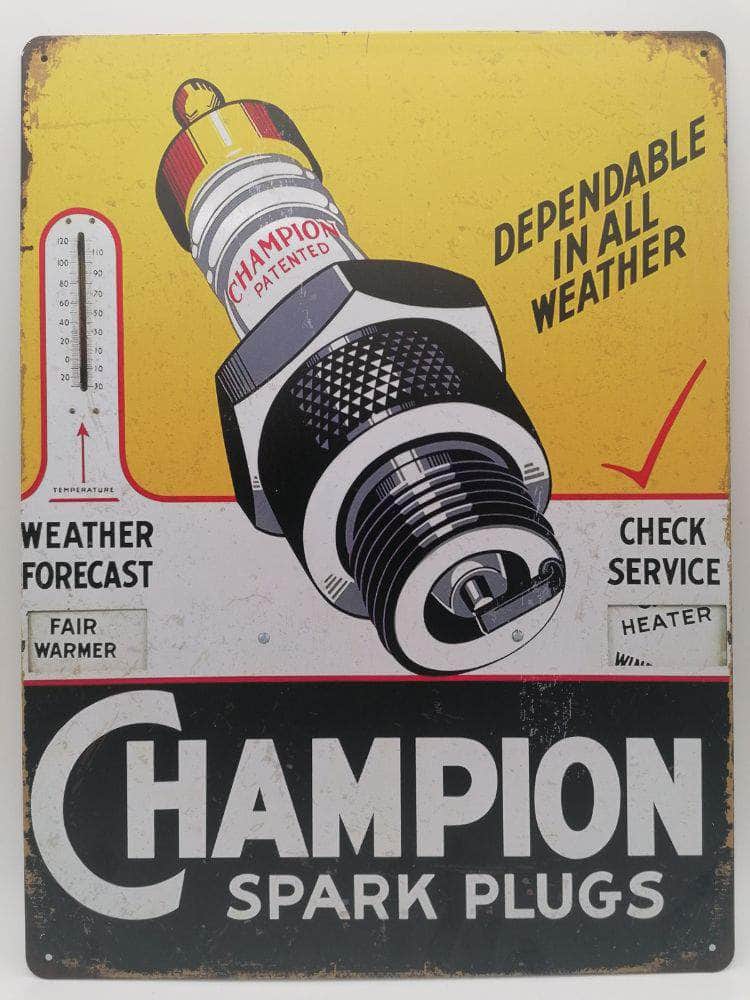 CHAMPION
PATENTED
DEPENDABLE
IN ALL
WEATHER
120
110
100
90
80
70
60
50
40
30
20
10
0
10
20
30
TEMPERATURE
WEATHER
FORECAST
FAIR
WARMER
CHECK
SERVICE
HEATER
CHAMPION
SPARK PLUGS